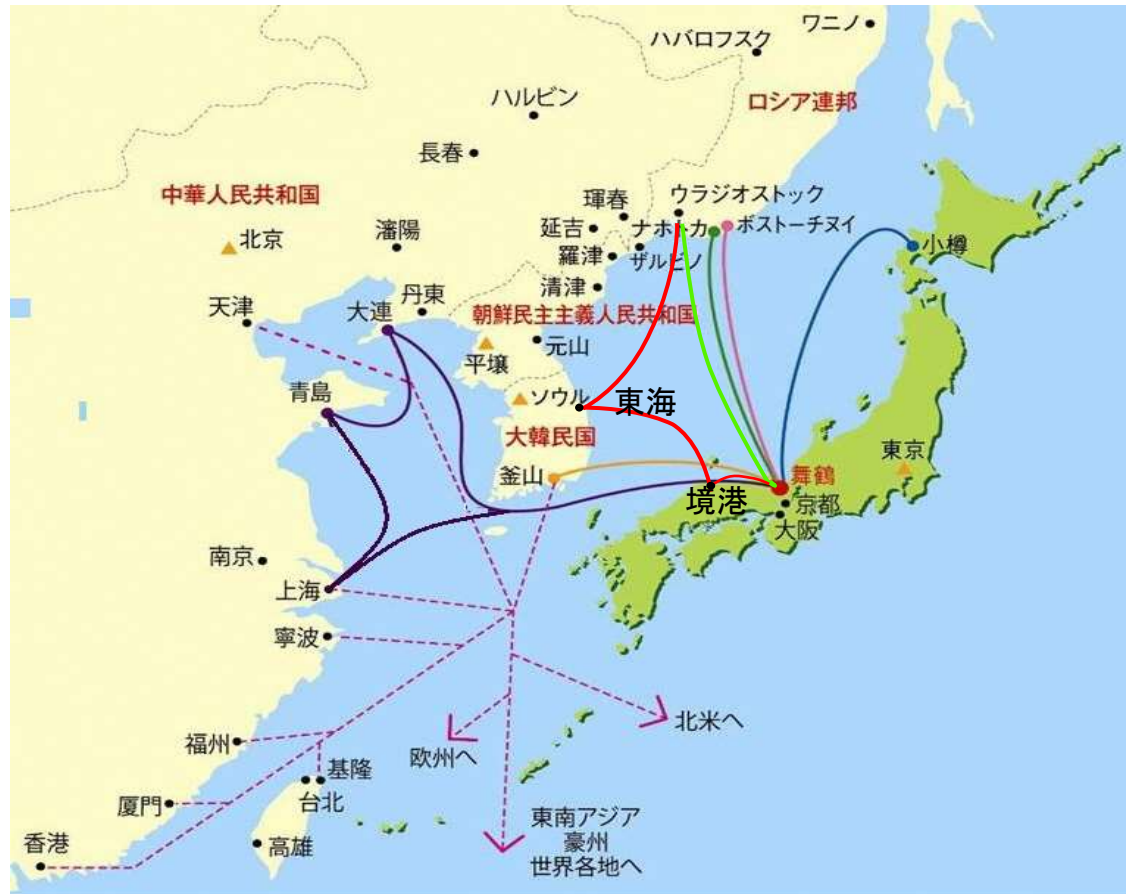 ワニノ
ハバロフスク
ロシア連邦
ハルビン
長春
ウラジオストック
琿春
中華人民共和国
延吉
ナホトカ
ボストーチヌイ
北京
瀋陽
小樽
羅津
ザルビノ
清津
丹東
天津
大連
朝鮮民主主義人民共和国
元山
平壌
青島
ソウル
東海
大韓民国
東京
釜山
舞鶴
境港
京都
大阪
南京
上海
寧波
北米へ
福州
欧州へ
基隆
台北
厦門
東南アジア
豪州
世界各地へ
香港
高雄